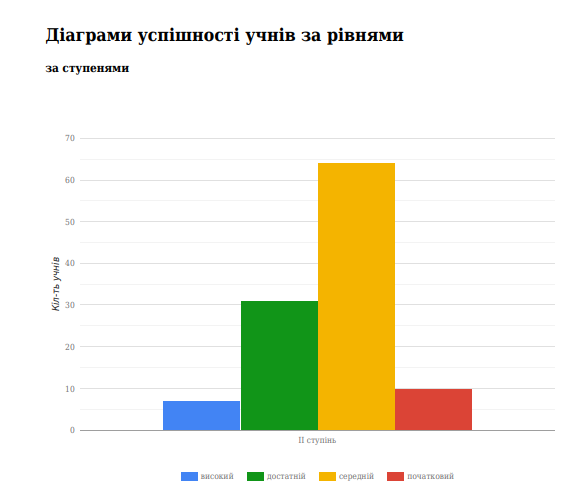 Діаграми успішності учнів за рівнями
за ступенями
70
60
50
40
30
20
10
0
Кіл-ть учнів
ІІ ступінь
високий достатній середній початковий